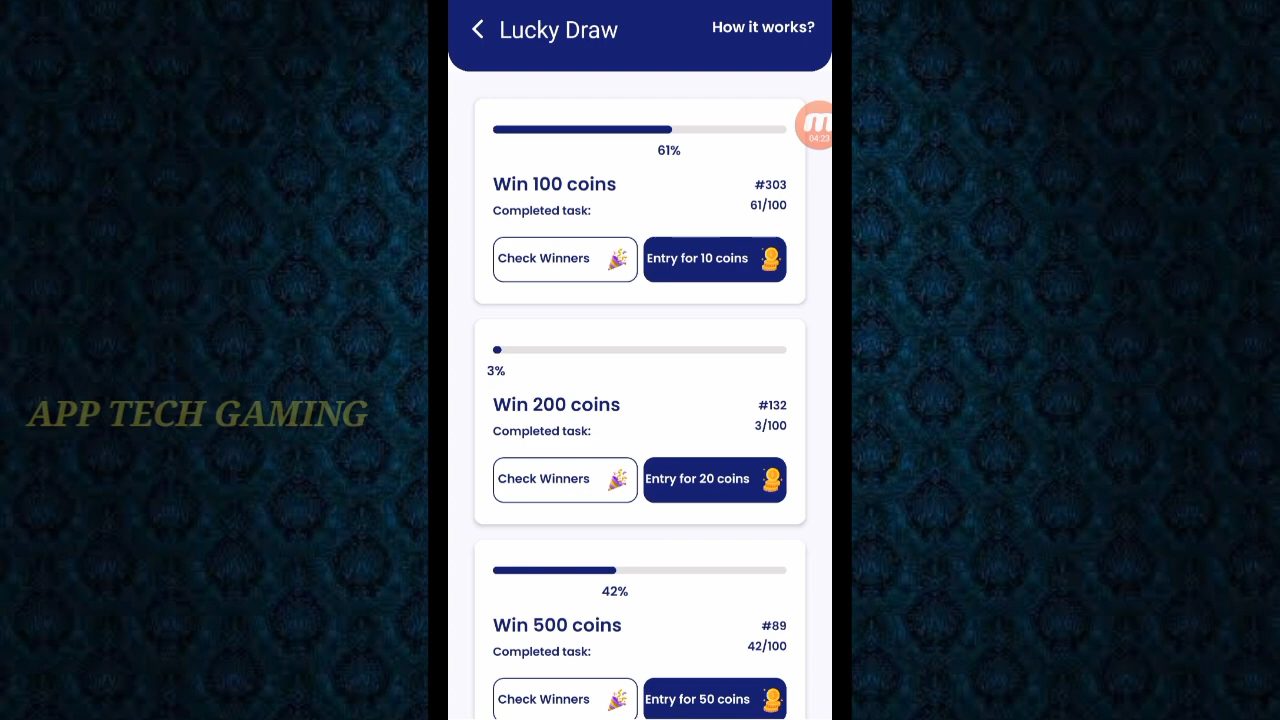 Lucky Draw
How it works?
m
04:23
61%
Win 100 coins
#303
Completed task:
61/100
Check Winners
Entry for 10 coins
3%
Win 200 coins
#132
Completed task:
3/100
Check Winners
Entry for 20 coins
APP TECH GAMING
42%
Win 500 coins
#89
Completed task:
42/100
Check Winners
Entry for 50 coins